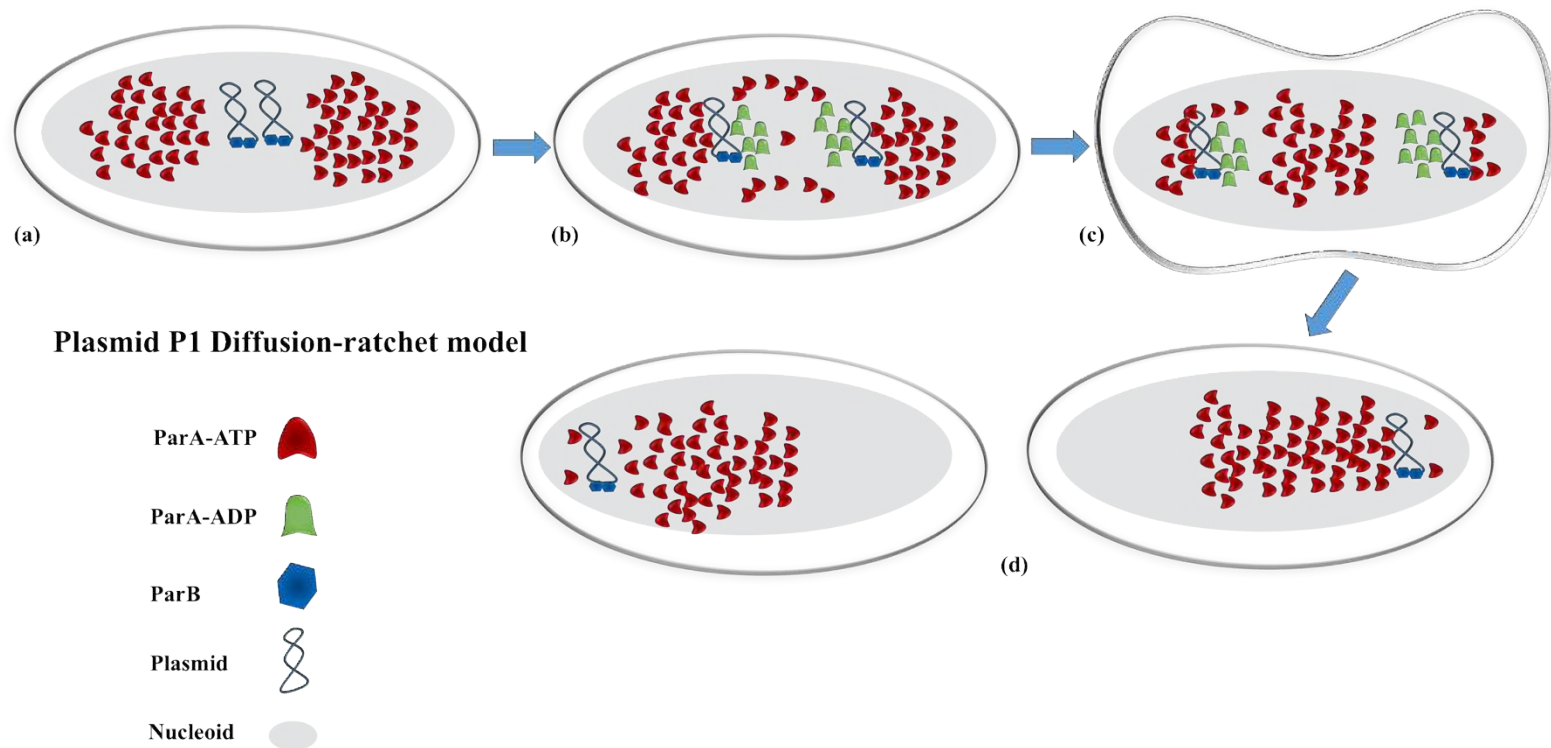 (a)
(b)
(c)
Plasmid P1 Diffusion-ratchet model
ParA-ATP
ParA-ADP
ParB
Plasmid
Nucleoid
(d)